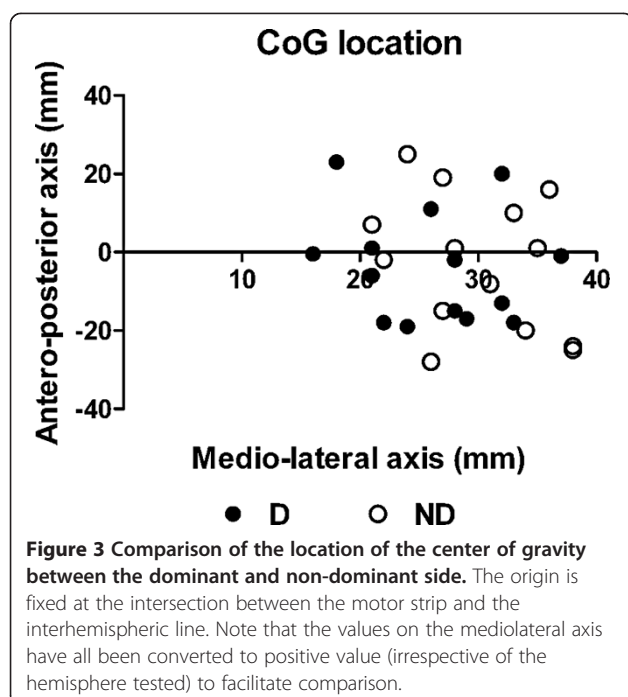 CoG location
Antero-posterior axis (mm)
40
20
0
-20
-40
10
20
30
40
Medio-lateral axis (mm)
D
ND
Figure 3 Comparison of the location of the center of gravity
between the dominant and non-dominant side. The origin is
fixed at the intersection between the motor strip and the
interhemispheric line. Note that the values on the mediolateral axis
have all been converted to positive value (irrespective of the
hemisphere tested) to facilitate comparison.